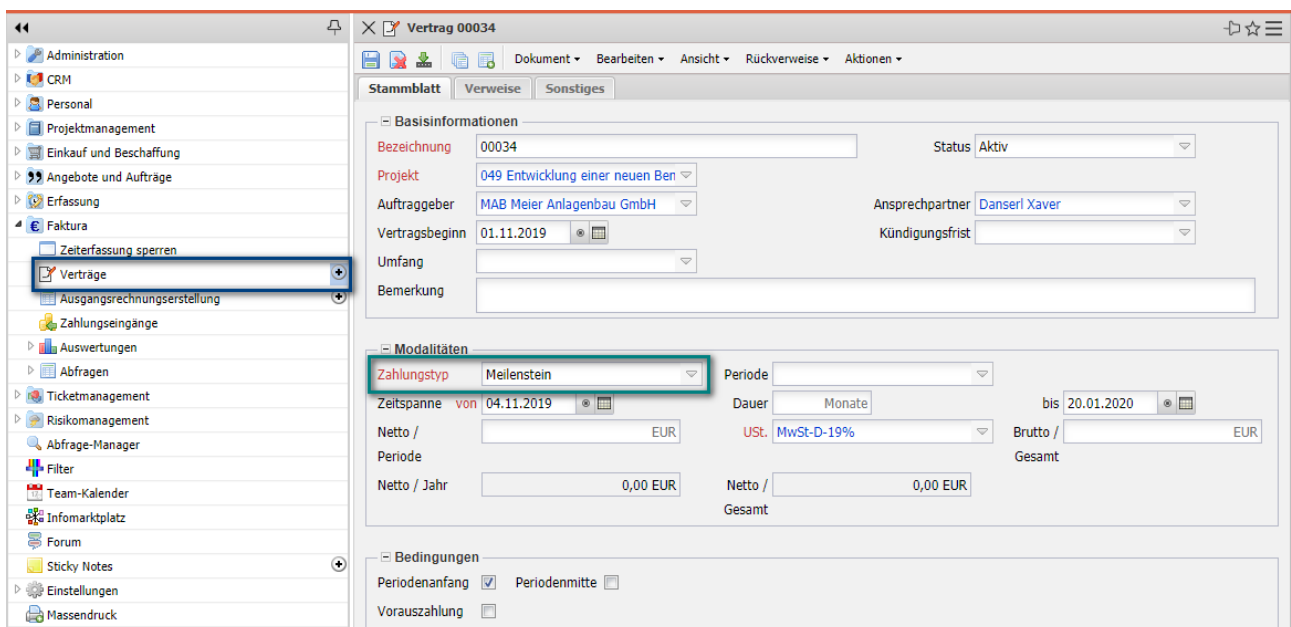 Vertrag 00034
Administration
CRM
Personal
Projektmanagement
Einkauf und Beschaffung
Angebote und Aufträge
Erfassung
Faktura
Zeiterfassung sperren
Verträge
Ausgangsrechnungserstellung
Zahlungseingänge
Auswertungen
Abfragen
Ticketmanagement
Risikomanagement
Abfrage-Manager
Filter
Team-Kalender
Infomarktplatz
Forum
Sticky Notes
Einstellungen
Massendruck
Dokument Bearbeiten Ansicht Rückverweise Aktionen
Stammblatt Verweise Sonstiges
Basisinformationen
Bezeichnung 00034 Status Aktiv
Projekt 049 Entwicklung einer neuen Ben
Auftraggeber MAB Meier Anlagenbau GmbH Ansprechpartner Danserl Xaver
Vertragsbeginn 01.11.2019 Kündigungsfrist
Umfang
Bemerkung
Modalitäten
Zahlungstyp Meilenstein Periode
Zeitspanne von 04.11.2019 Dauer Monate bis 20.01.2020
Netto / EUR USt. MwSt-D-19% Brutto / EUR
Periode Gesamt
Netto / Jahr 0,00 EUR Netto / 0,00 EUR
Gesamt
Bedingungen
Periodenanfang Periodenmitte
Vorauszahlung